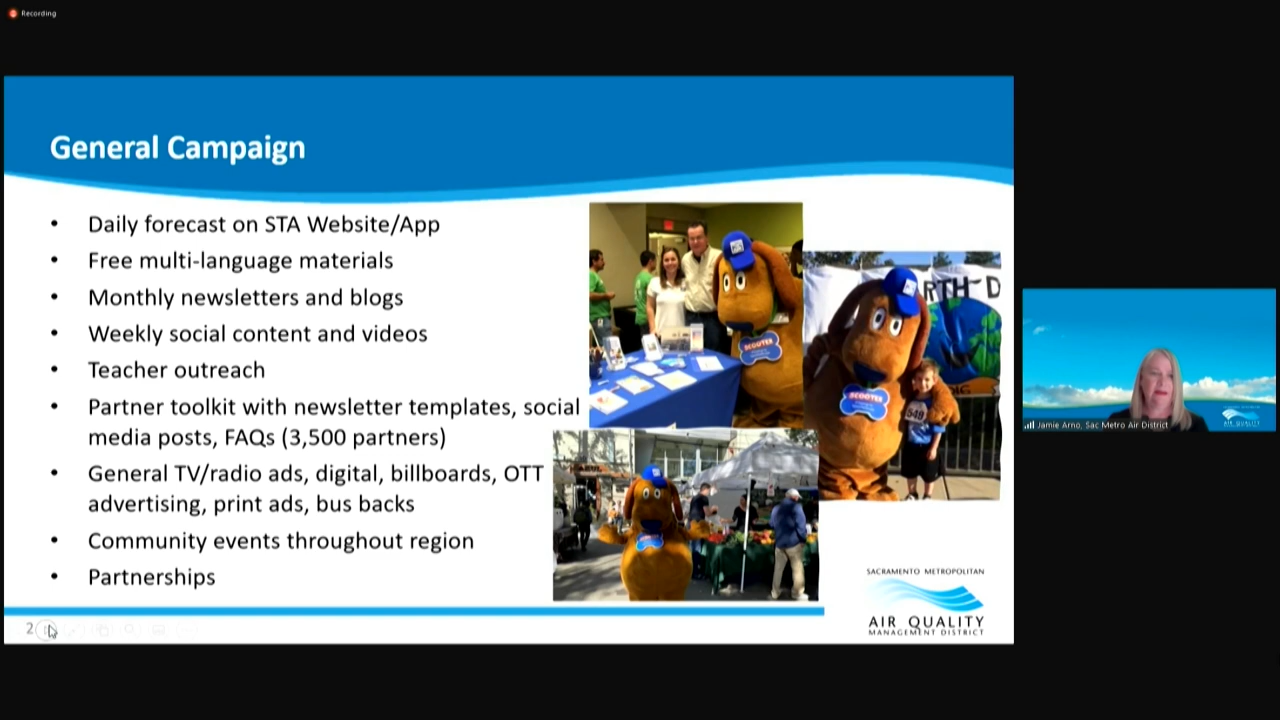 Recording
General Campaign
• Daily forecast on STA Website/App
• Free multi-language materials
• Monthly newsletters and blogs
• Weekly social content and videos
• Teacher outreach
• Partner toolkit with newsletter templates, social
media posts, FAQs (3,500 partners)
• General TV/radio ads, digital, billboards, OTT
advertising, print ads, bus backs
• Community events throughout region
• Partnerships
SCOOTER
RTH D
SCOOTER
549
SACRAMENTO METROPOLITAN
AIR QUALITY
MANAGEMENT DISTRICT
2
Jamie Arno, Sac Metro Air District